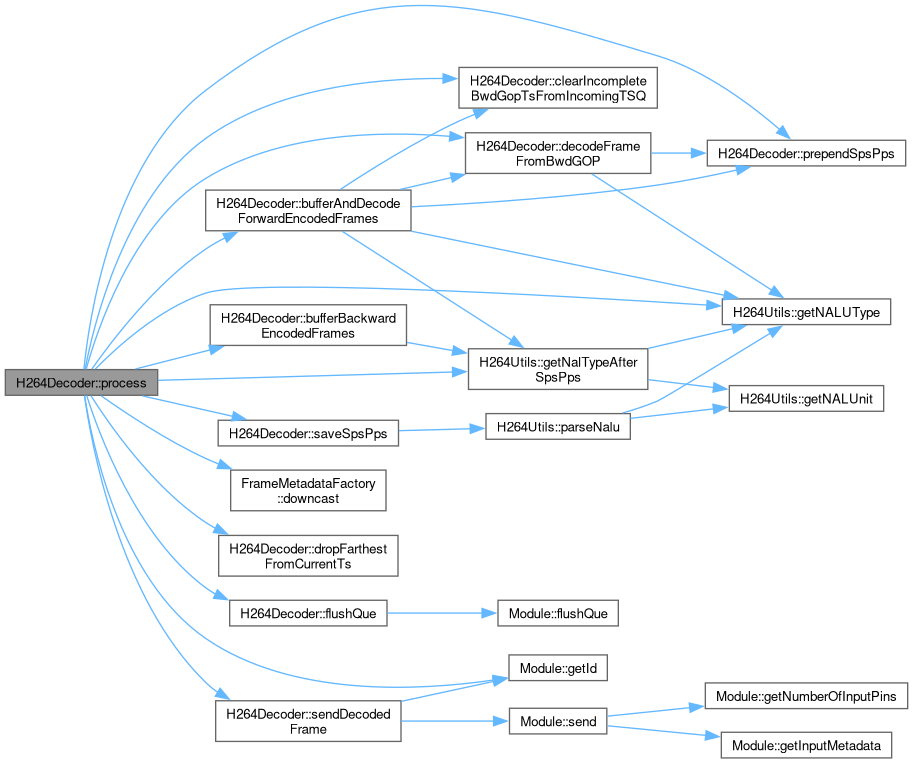 H264Decoder::process
H264Decoder::clearIncomplete
BwdGopTsFromIncomingTSQ
H264Decoder::decodeFrame
FromBwdGOP
H264Decoder::prependSpsPps
H264Decoder::bufferAndDecode
ForwardEncodedFrames
H264Utils::getNALUType
H264Decoder::bufferBackward
EncodedFrames
H264Utils::getNalTypeAfter
SpsPps
H264Utils::getNALUnit
H264Decoder::saveSpsPps
H264Utils::parseNalu
FrameMetadataFactory
::downcast
H264Decoder::dropFarthest
FromCurrentTs
H264Decoder::flushQue
Module::flushQue
Module::getId
H264Decoder::sendDecoded
Frame
Module::send
Module::getNumberOfInputPins
Module::getInputMetadata